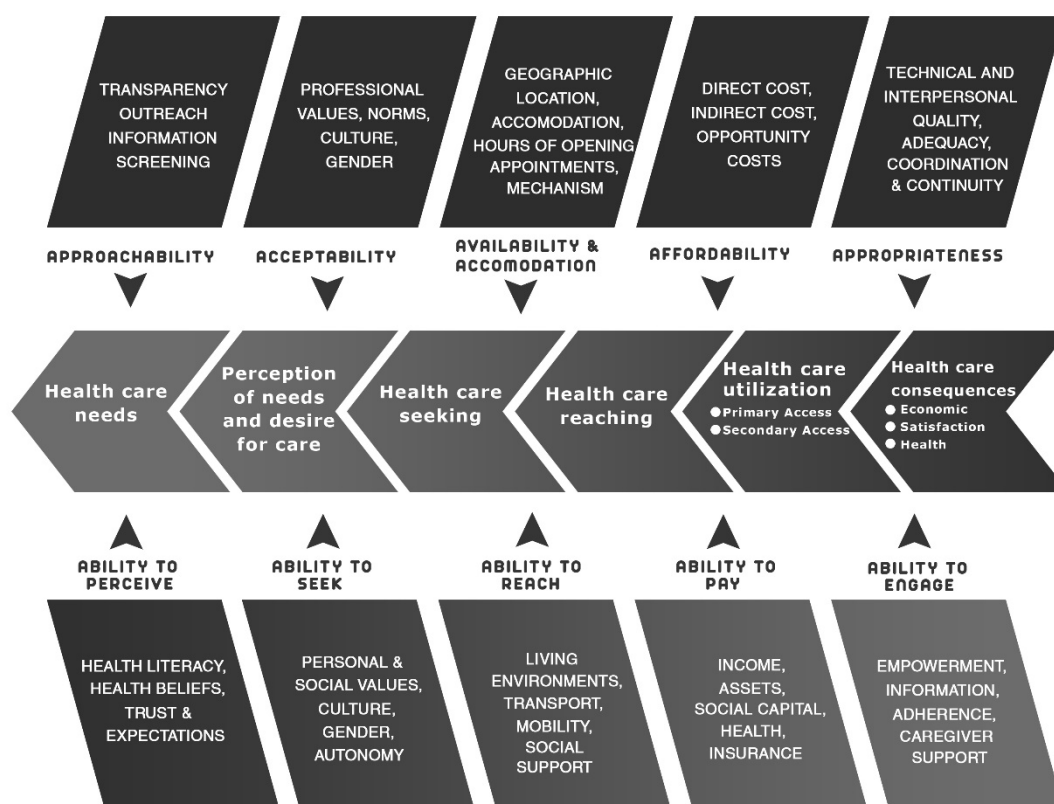 TRANSPARENCY
OUTREACH
INFORMATION
SCREENING
PROFESSIONAL
VALUES, NORMS,
CULTURE,
GENDER
GEOGRAPHIC
LOCATION,
ACCOMODATION,
HOURS OF OPENING
APPOINTMENTS,
MECHANISM
DIRECT COST,
INDIRECT COST,
OPPORTUNITY
COSTS
TECHNICAL AND
INTERPERSONAL
QUALITY,
ADEQUACY,
COORDINATION
& CONTINUITY
APPROACHABILITY
ACCEPTABILITY
AVAILABILITY &
ACCOMODATION
AFFORDABILITY
APPROPRIATENESS
Health care
needs
Perception
of needs
and desire
for care
Health care
seeking
Health care
reaching
Health care
utilization
Primary Access
Secondary Access
Health care
consequences
Economic
Satisfaction
Health
ABILITY TO
PERCEIVE
ABILITY TO
SEEK
ABILITY TO
REACH
ABILITY TO
PAY
ABILITY TO
ENGAGE
HEALTH LITERACY,
HEALTH BELIEFS,
TRUST &
EXPECTATIONS
PERSONAL &
SOCIAL VALUES,
CULTURE,
GENDER,
AUTONOMY
LIVING
ENVIRONMENTS,
TRANSPORT,
MOBILITY,
SOCIAL
SUPPORT
INCOME,
ASSETS,
SOCIAL CAPITAL,
HEALTH,
INSURANCE
EMPOWERMENT,
INFORMATION,
ADHERENCE,
CAREGIVER
SUPPORT